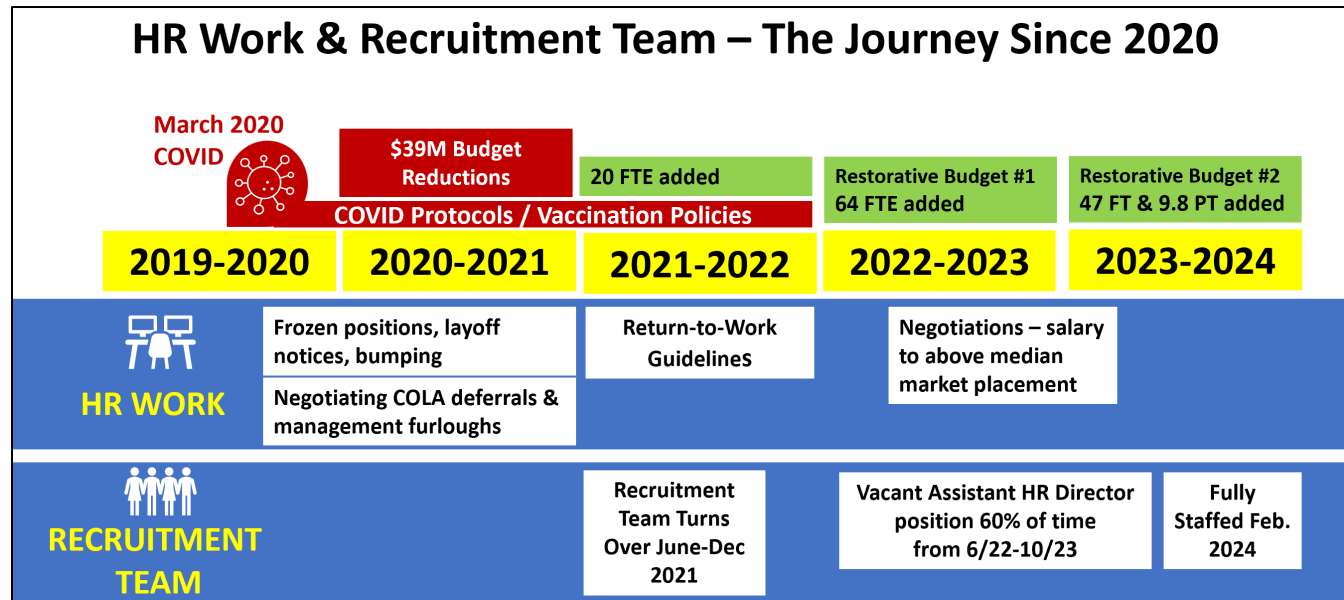 HR Work & Recruitment Team – The Journey Since 2020
March 2020
COVID
$39M Budget
Reductions
20 FTE added
Restorative Budget #1
64 FTE added
Restorative Budget #2
47 FT & 9.8 PT added
COVID Protocols / Vaccination Policies
2019-2020
2020-2021
2021-2022
2022-2023
2023-2024
HR WORK
Frozen positions, layoff
notices, bumping
Negotiating COLA deferrals &
management furloughs
Return-to-Work
Guidelines
Negotiations – salary
to above median
market placement
RECRUITMENT
TEAM
Recruitment
Team Turns
Over June-Dec
2021
Vacant Assistant HR Director
position 60% of time
from 6/22-10/23
Fully
Staffed Feb.
2024